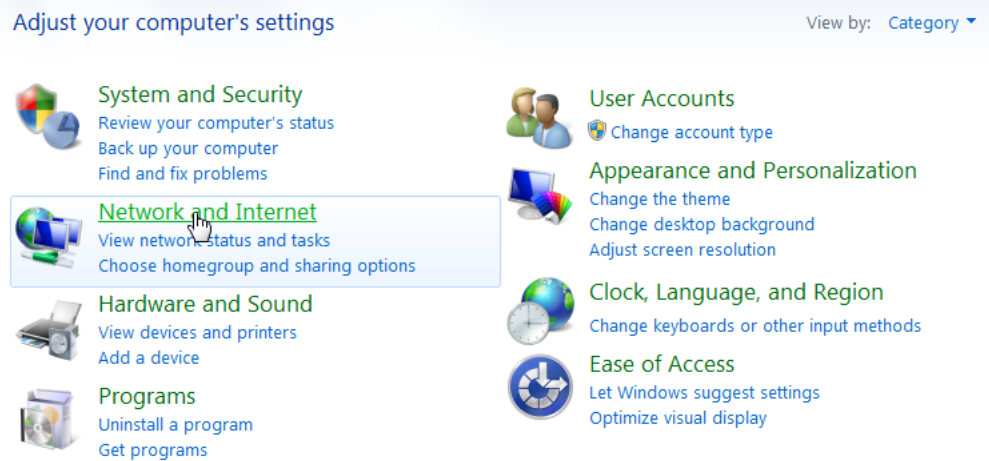 Adjust your computer's settings
View by: Category
System and Security
Review your computer's status
Back up your computer
Find and fix problems
Network and Internet
View network status and tasks
Choose homegroup and sharing options
Hardware and Sound
View devices and printers
Add a device
Programs
Uninstall a program
Get programs
User Accounts
Change account type
Appearance and Personalization
Change the theme
Change desktop background
Adjust screen resolution
Clock, Language, and Region
Change keyboards or other input methods
Ease of Access
Let Windows suggest settings
Optimize visual display